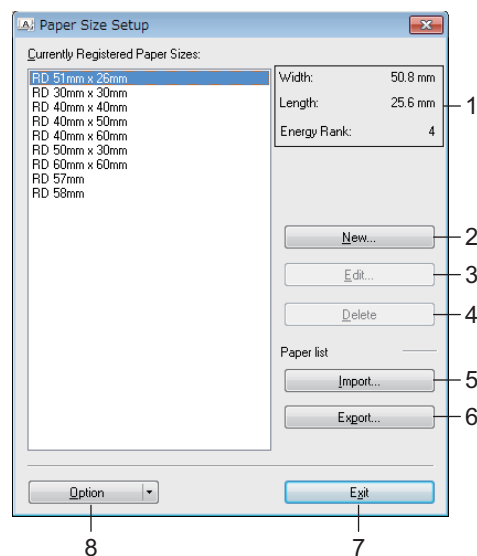 Paper Size Setup
Currently Registered Paper Sizes:
RD 51mm x 26mm
RD 30mm x 30mm
RD 40mm x 40mm
RD 40mm x 50mm
RD 40mm x 60mm
RD 50mm x 30mm
RD 60mm x 60mm
RD 57mm
RD 58mm
Width: 50.8 mm
Length: 25.6 mm
Energy Rank: 4
1
New... 2
Edit... 3
Delete 4
Paper list
Import... 5
Export... 6
Option Exit
8 7